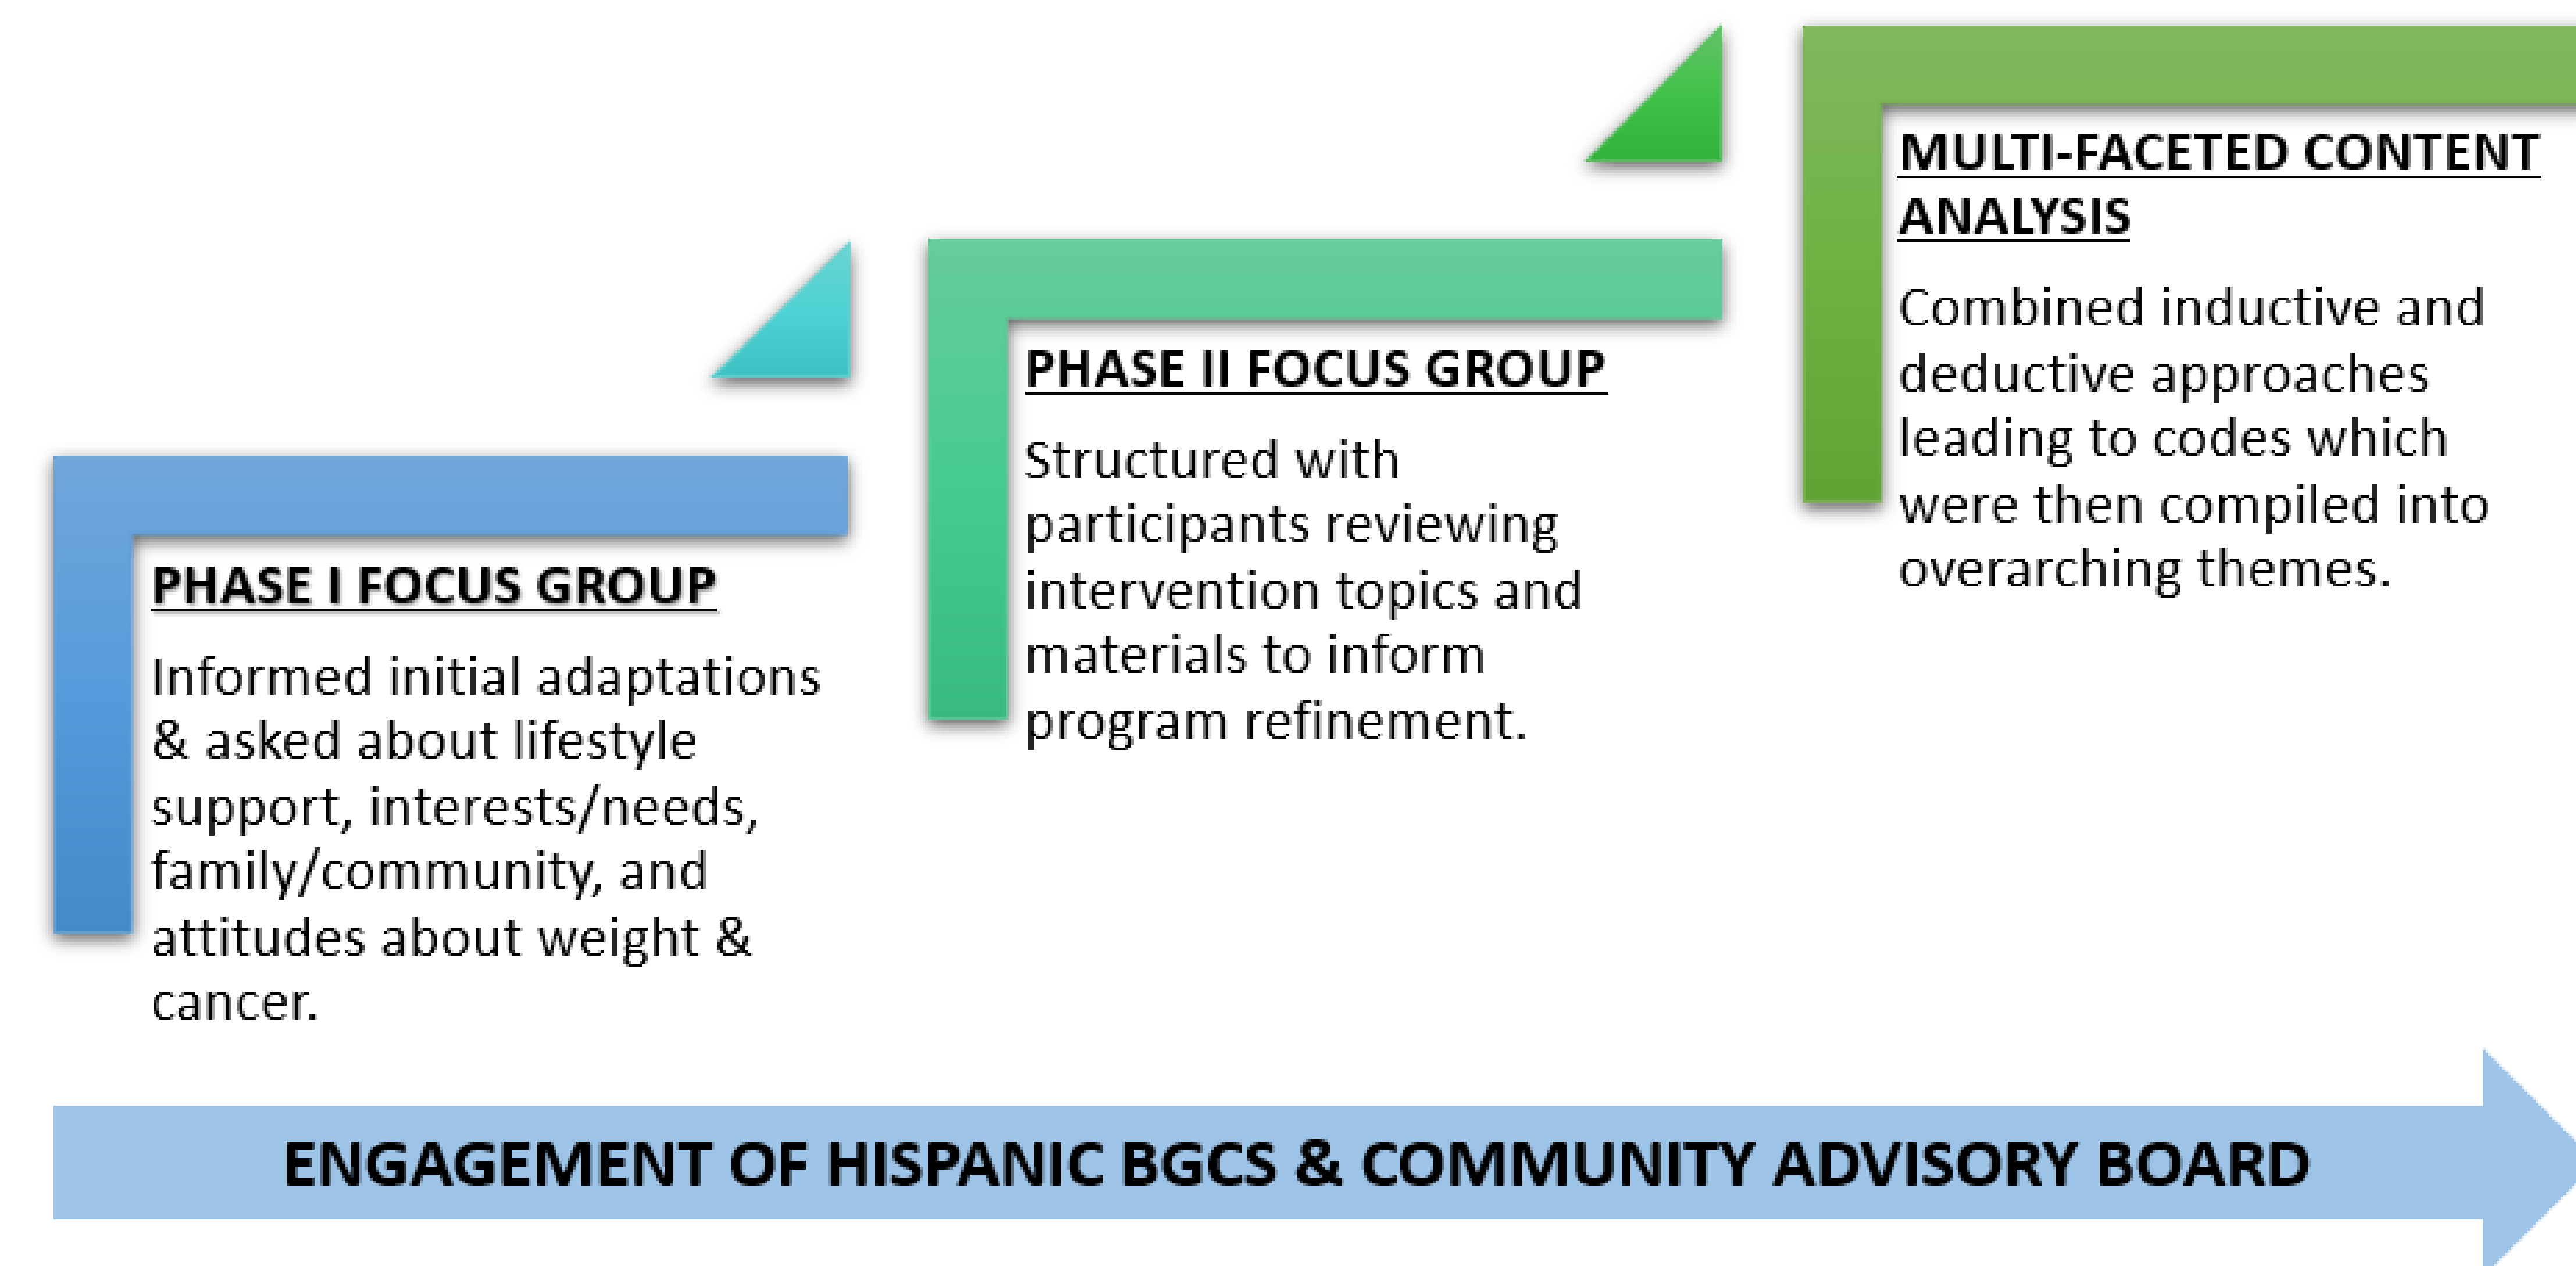 PHASE I FOCUS GROUP
Informed initial adaptations
& asked about lifestyle
support, interests/needs,
family/community, and
attitudes about weight &
cancer.
PHASE II FOCUS GROUP
Structured with
participants reviewing
intervention topics and
materials to inform
program refinement.
MULTI-FACETED CONTENT
ANALYSIS
Combined inductive and
deductive approaches
leading to codes which
were then compiled into
overarching themes.
ENGAGEMENT OF HISPANIC BGCS & COMMUNITY ADVISORY BOARD